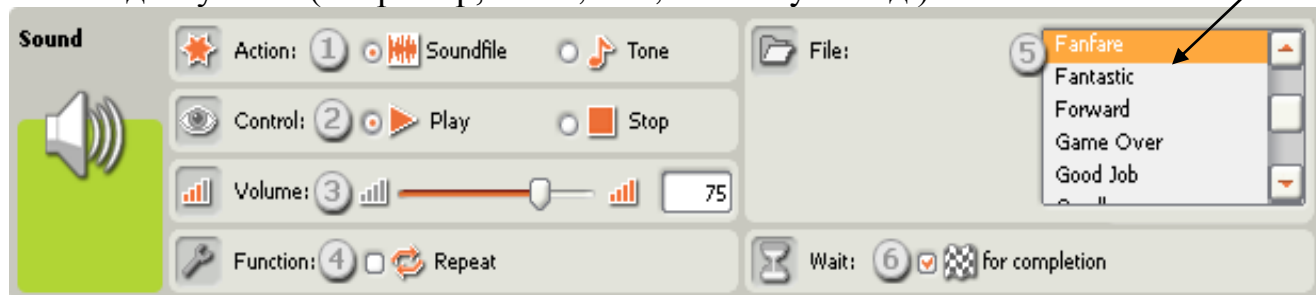 Sound
Action: 1 Soundfile Tone
Control: 2 Play Stop
Volume: 3 75
Function: 4 Repeat
File: 5 Fanfare
Fantastic
Forward
Game Over
Good Job
Wait: 6 for completion